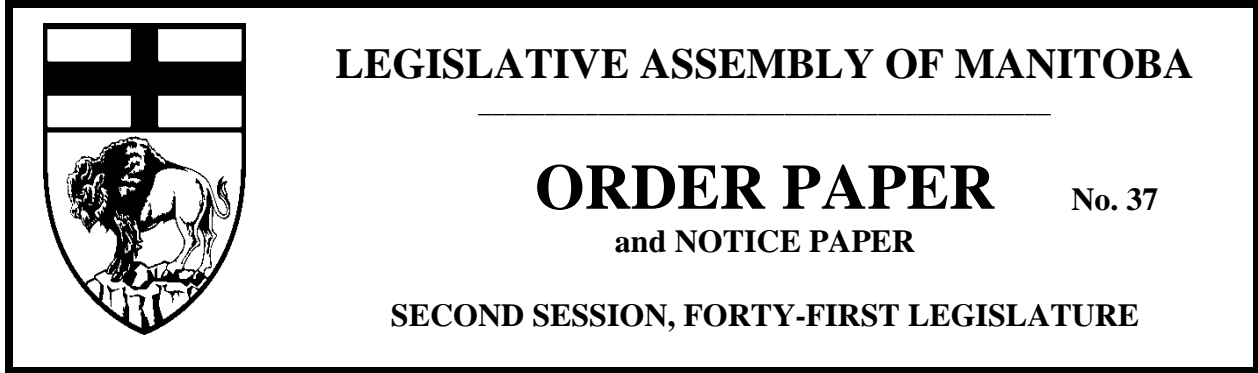 LEGISLATIVE ASSEMBLY OF MANITOBA
ORDER PAPER No. 37
and NOTICE PAPER
SECOND SESSION, FORTY-FIRST LEGISLATURE